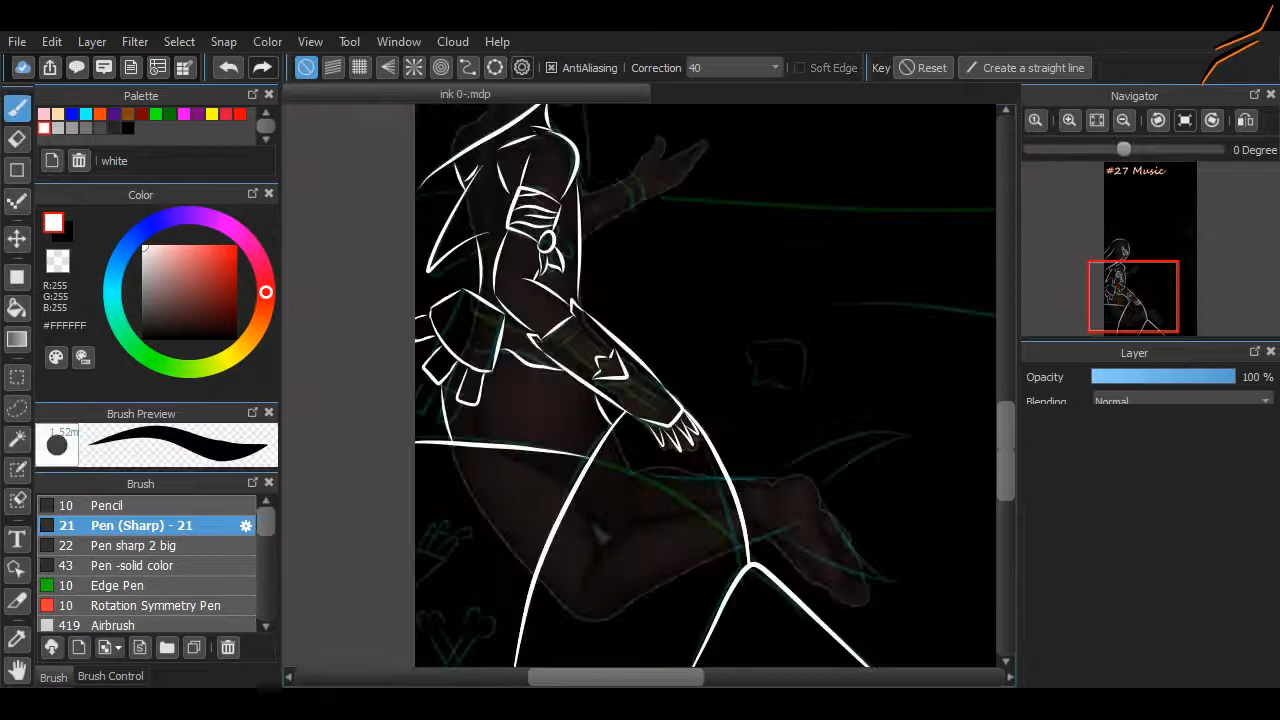 File Edit Layer Filter Select Snap Color View Tool Window Cloud Help
AntiAliasing Correction 40 Soft Edge Key Reset Create a straight line
Palette
white
Color
R:255
G:255
B:255
#FFFFFF
Brush Preview
1.52m
Brush
10 Pencil
21 Pen (Sharp) - 21
22 Pen sharp 2 big
43 Pen -solid color
10 Edge Pen
10 Rotation Symmetry Pen
419 Airbrush
Brush Brush Control
ink 0-.mdp
Navigator
0 Degree
#27 Music
Layer
Opacity 100 %
Blending Normal